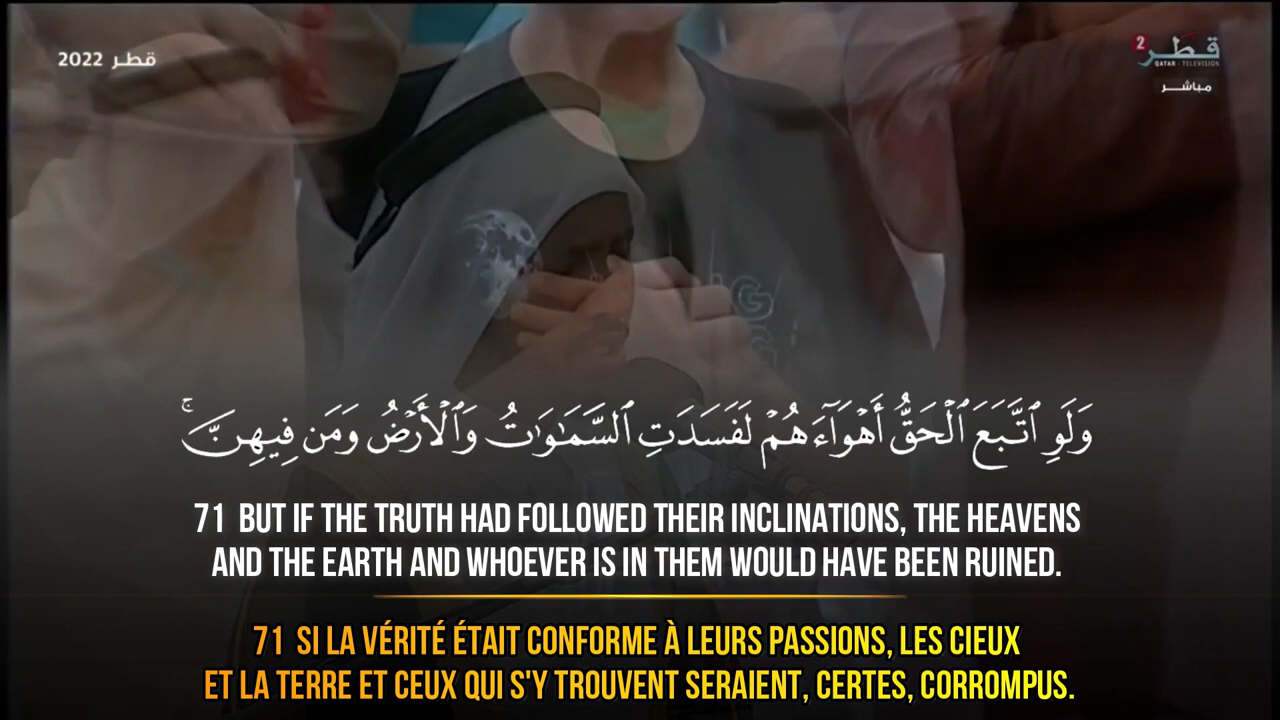 قطر 2022
قطر 2
QATAR - TELEVISION
مباشر
وَلَوِ ٱتَّبَعَ ٱلْحَقُّ أَهْوَآءَهُمْ لَفَسَدَتِ ٱلسَّمَـٰوَٰتُ وَٱلْأَرْضُ وَمَن فِيهِنَّ ۚ
71 BUT IF THE TRUTH HAD FOLLOWED THEIR INCLINATIONS, THE HEAVENS
AND THE EARTH AND WHOEVER IS IN THEM WOULD HAVE BEEN RUINED.
71 SI LA VÉRITÉ ÉTAIT CONFORME À LEURS PASSIONS, LES CIEUX
ET LA TERRE ET CEUX QUI S'Y TROUVENT SERAIENT, CERTES, CORROMPUS.